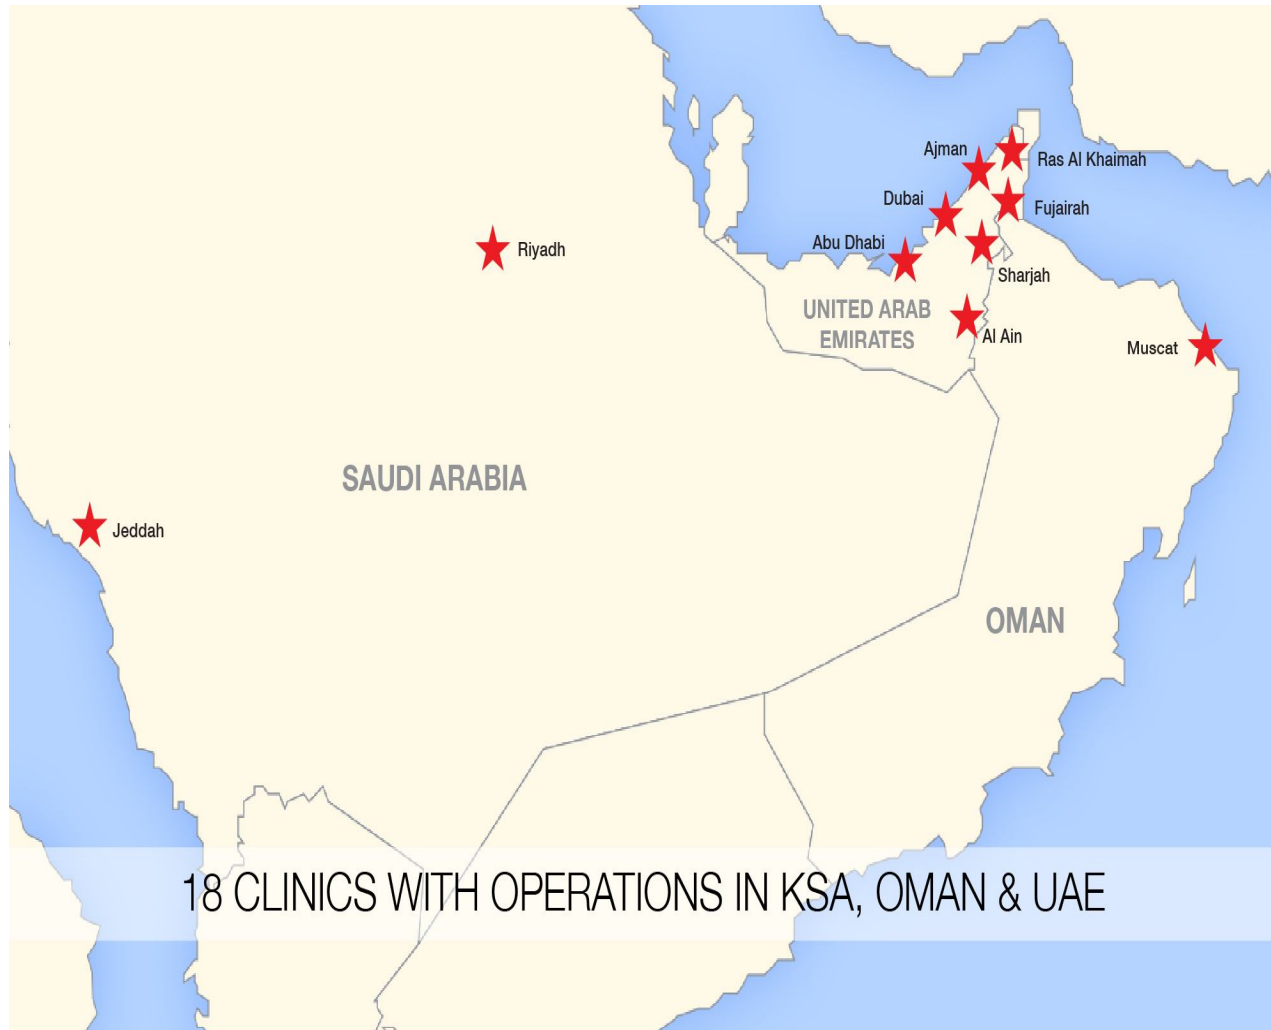 Ajman
Ras Al Khaimah
Dubai
Fujairah
Abu Dhabi
Riyadh
Sharjah
UNITED ARAB
EMIRATES
Al Ain
Muscat
SAUDI ARABIA
Jeddah
OMAN
18 CLINICS WITH OPERATIONS IN KSA, OMAN & UAE